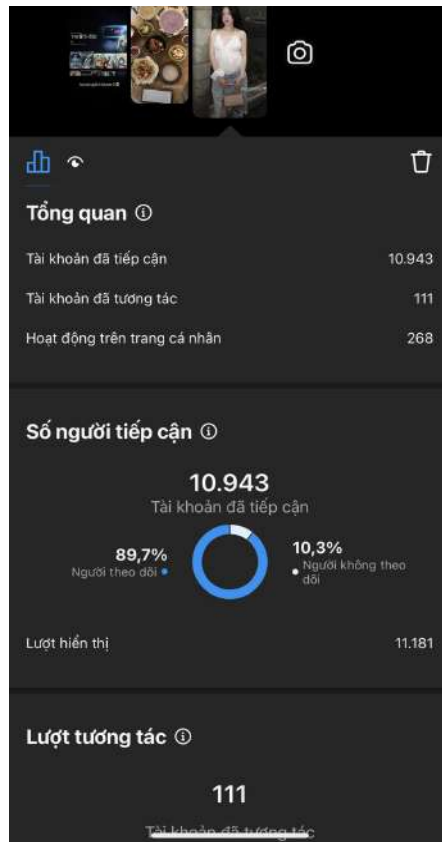 Tổng quan
Tài khoản đã tiếp cận 10.943
Tài khoản đã tương tác 111
Hoạt động trên trang cá nhân 268
Số người tiếp cận
10.943
Tài khoản đã tiếp cận
89,7%
Người theo dõi
10,3%
Người không theo
dõi
Lượt hiển thị 11.181
Lượt tương tác
111
Tài khoản đã tương tác